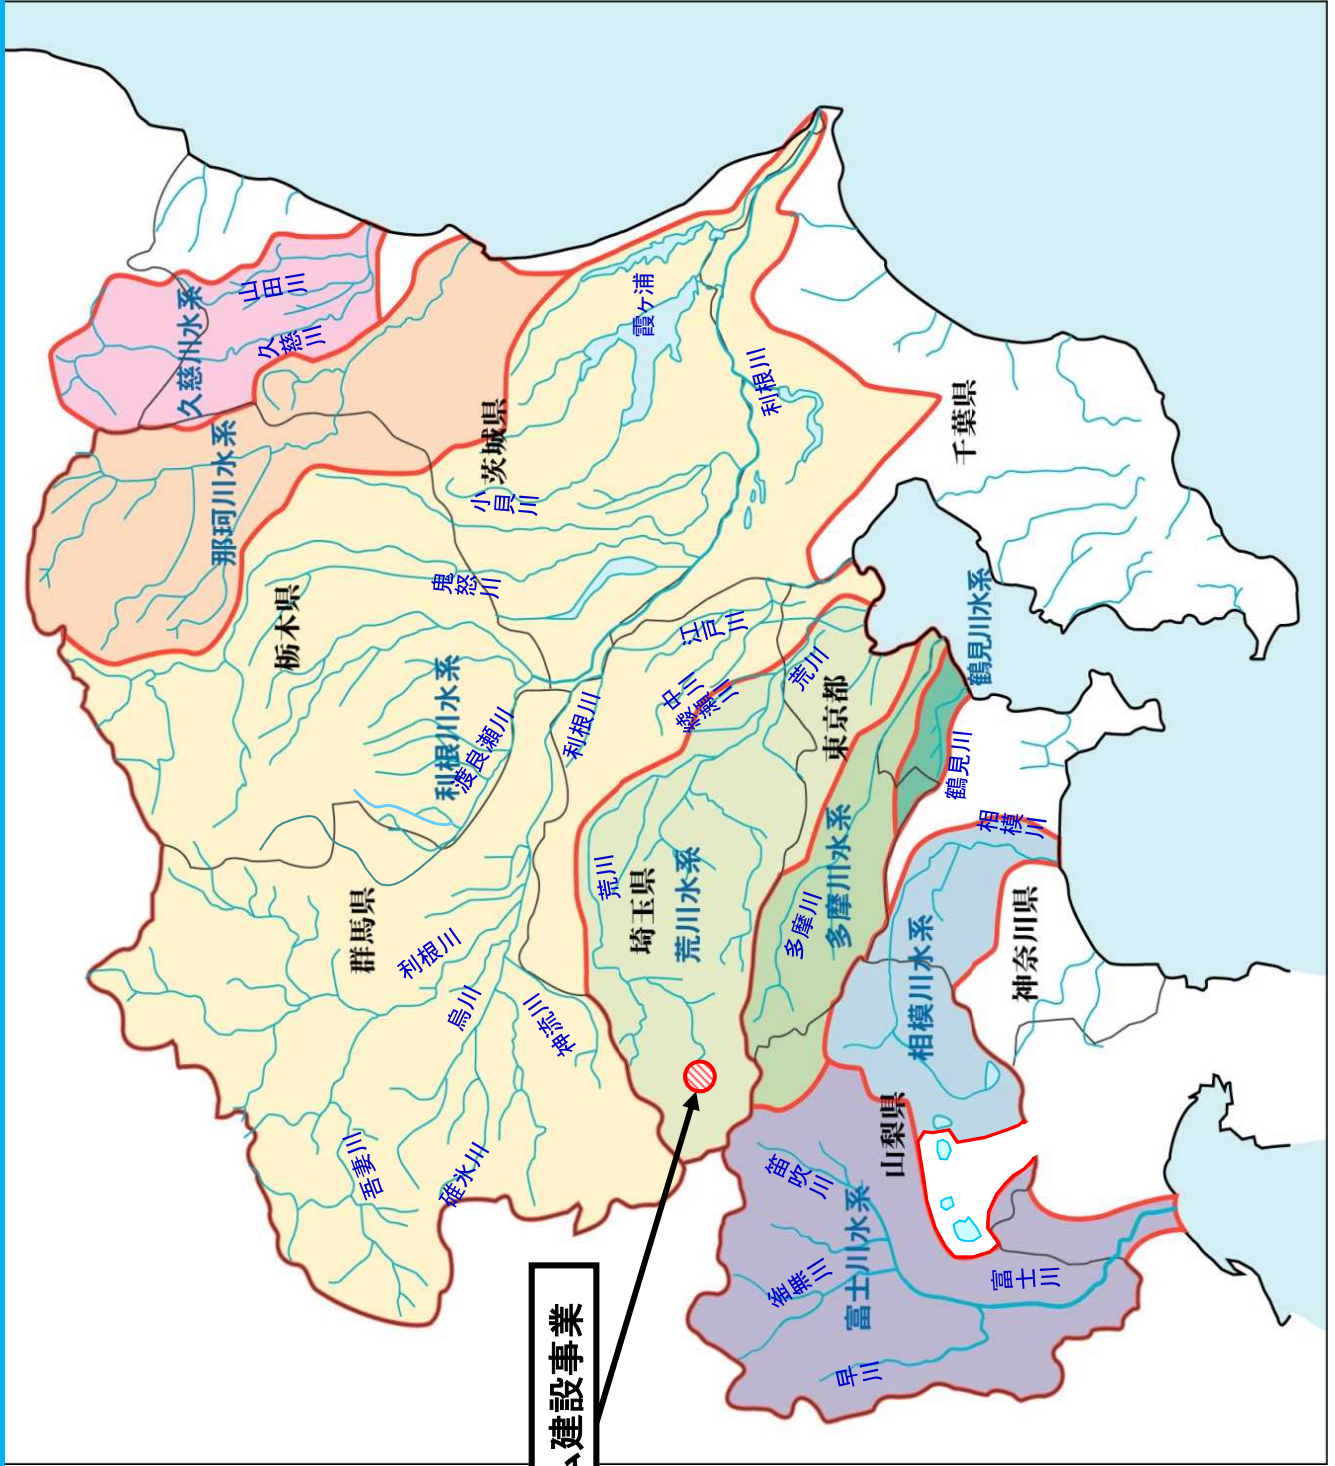 久慈川水系
那珂川水系
山田川
久慈川
栃木県
群馬県
吾妻川
利根川
利根川水系
鬼怒川
碓氷川
烏川
渡良瀬川
茨城県
小貝川
神流川
建設事業
利根川
荒川
埼玉県
霞ヶ浦
荒川水系
中川
綾瀬川
江戸川
利根川
笛吹川
釜無川
多摩川
荒川
東京都
多摩川水系
富士川水系
早川
山梨県
相模川水系
鶴見川
千葉県
鶴見川水系
相模川
神奈川県
富士川